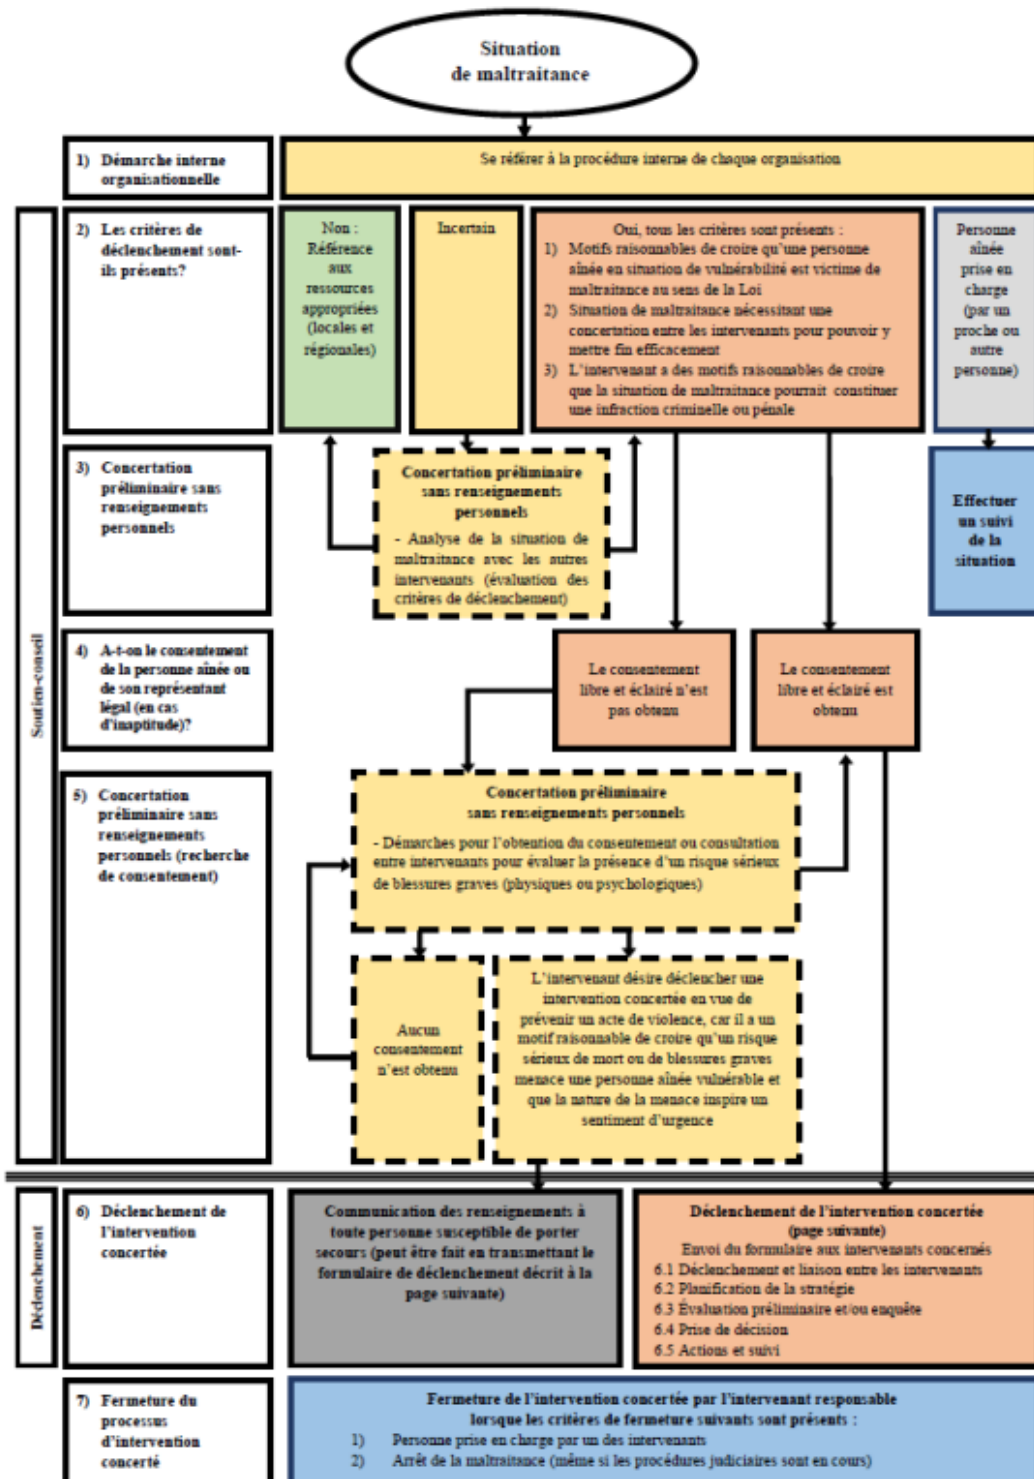 Situation
de maltraitance
1) Démarche interne
organisationnelle
Se référer à la procédure interne de chaque organisation
Soutien-conseil
2) Les critères de
déclenchement sont-
ils présents?
Non :
Référence
aux
ressources
appropriées
(locales et
régionales)
Incertain
Oui, tous les critères sont présents :
1) Motifs raisonnables de croire qu'une personne
aînée en situation de vulnérabilité est victime de
maltraitance au sens de la Loi
2) Situation de maltraitance nécessitant une
concertation entre les intervenants pour pouvoir y
mettre fin efficacement
3) L'intervenant a des motifs raisonnables de croire
que la situation de maltraitance pourrait constituer
une infraction criminelle ou pénale
Personne
aînée
prise en
charge
(par un
proche ou
autre
personne)
3) Concertation
préliminaire sans
renseignements
personnels
Concertation préliminaire
sans renseignements
personnels
- Analyse de la situation de
maltraitance avec les autres
intervenants (évaluation des
critères de déclenchement)
Effectuer
un suivi
de la
situation
4) A-t-on le consentement
de la personne aînée ou
de son représentant
légal (en cas
d'inaptitude)?
Le consentement
libre et éclairé n'est
pas obtenu
Le consentement
libre et éclairé est
obtenu
5) Concertation
préliminaire sans
renseignements
personnels (recherche
de consentement)
Concertation préliminaire
sans renseignements personnels
- Démarches pour l'obtention du consentement ou consultation
entre intervenants pour évaluer la présence d'un risque sérieux
de blessures graves (physiques ou psychologiques)
Aucun
consentement
n'est obtenu
L'intervenant désire déclencher une
intervention concertée en vue de
prévenir un acte de violence, car il a un
motif raisonnable de croire qu'un risque
sérieux de mort ou de blessures graves
menace une personne aînée vulnérable et
que la nature de la menace inspire un
sentiment d'urgence
Déclenchement
6) Déclenchement de
l'intervention
concertée
Communication des renseignements à
toute personne susceptible de porter
secours (peut être fait en transmettant le
formulaire de déclenchement décrit à la
page suivante)
Déclenchement de l'intervention concertée
(page suivante)
Envoi du formulaire aux intervenants concernés
6.1 Déclenchement et liaison entre les intervenants
6.2 Planification de la stratégie
6.3 Évaluation préliminaire et/ou enquête
6.4 Prise de décision
6.5 Actions et suivi
7) Fermeture du
processus
d'intervention
concerté
Fermeture de l'intervention concertée par l'intervenant responsable
lorsque les critères de fermeture suivants sont présents :
1) Personne prise en charge par un des intervenants
2) Arrêt de la maltraitance (même si les procédures judiciaires sont en cours)